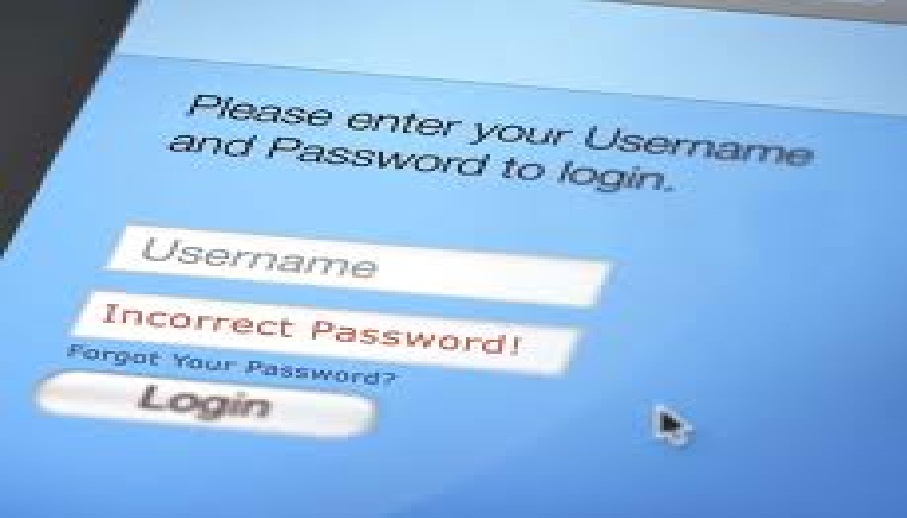 Please enter your Username
and Password to login.
Username
Incorrect Password!
Forgot Your Password?
Login